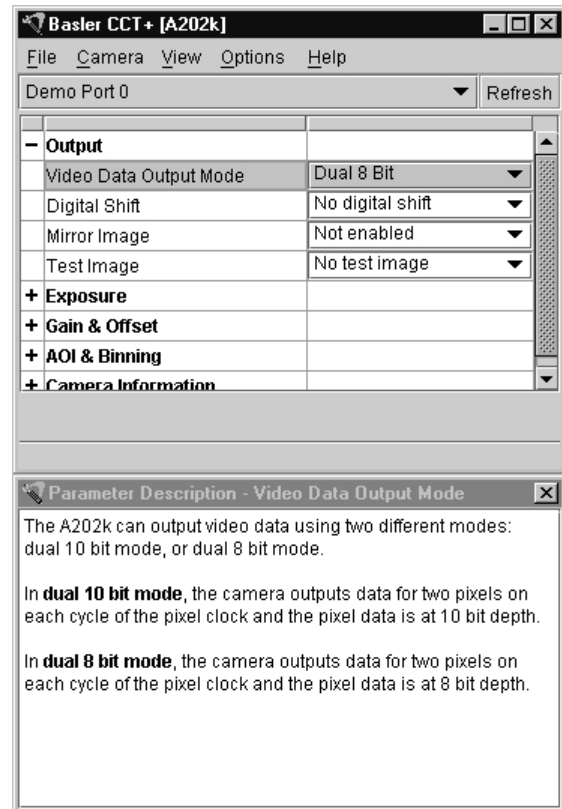 Basler CCT+ [A202k]
File Camera View Options Help
Demo Port 0 Refresh
− Output
Video Data Output Mode Dual 8 Bit
Digital Shift No digital shift
Mirror Image Not enabled
Test Image No test image
+ Exposure
+ Gain & Offset
+ AOI & Binning
+ Camera Information
Parameter Description - Video Data Output Mode
The A202k can output video data using two different modes:
dual 10 bit mode, or dual 8 bit mode.
In dual 10 bit mode, the camera outputs data for two pixels on
each cycle of the pixel clock and the pixel data is at 10 bit depth.
In dual 8 bit mode, the camera outputs data for two pixels on
each cycle of the pixel clock and the pixel data is at 8 bit depth.